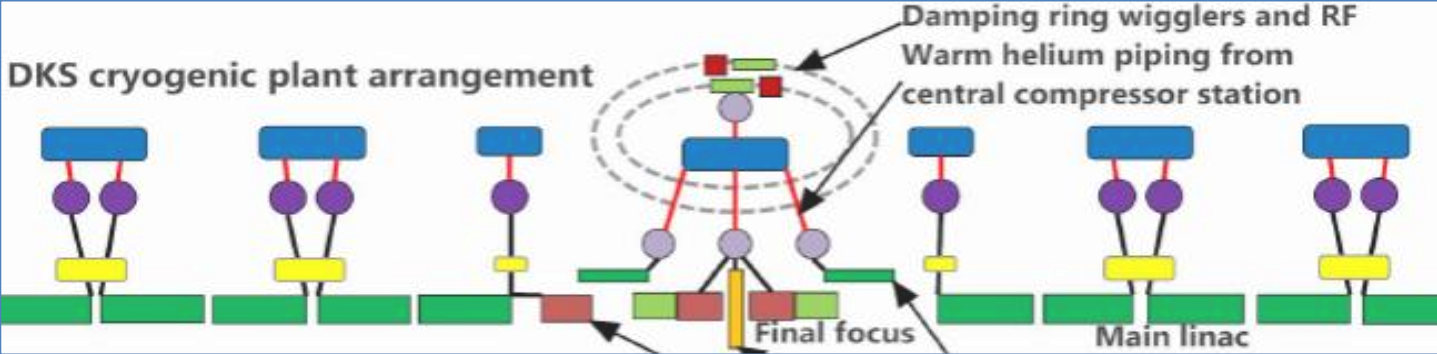 Damping ring wigglers and RF
DKS cryogenic plant arrangement
Warm helium piping from
central compressor station
Final focus
Main linac